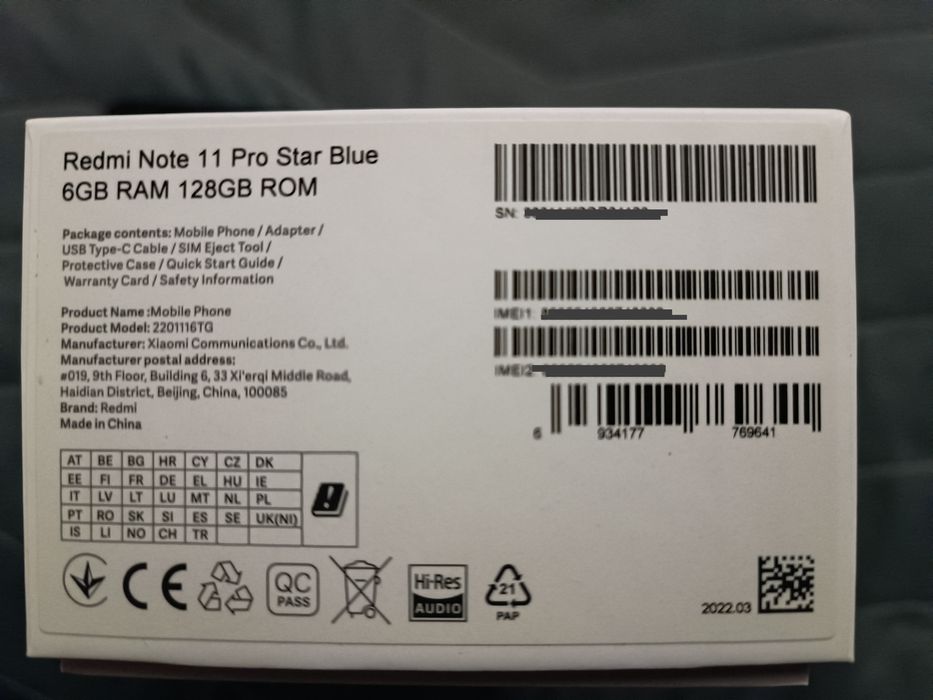 Redmi Note 11 Pro Star Blue
6GB RAM 128GB ROM
Package contents: Mobile Phone / Adapter /
USB Type-C Cable / SIM Eject Tool /
Protective Case / Quick Start Guide /
Warranty Card / Safety Information
Product Name :Mobile Phone
Product Model: 2201116TG
Manufacturer: Xiaomi Communications Co., Ltd.
Manufacturer postal address:
#019, 9th Floor, Building 6, 33 Xi'erqi Middle Road,
Haidian District, Beijing, China, 100085
Brand: Redmi
Made in China
SN:
IMEI1:
IMEI2
6 934177 769641
AT BE BG HR CY CZ DK
EE FI FR DE EL HU IE
IT LV LT LU MT NL PL
PT RO SK SI ES SE UK(NI)
IS LI NO CH TR
CE
QC
PASS
Hi-Res
AUDIO
21
PAP
2022.03